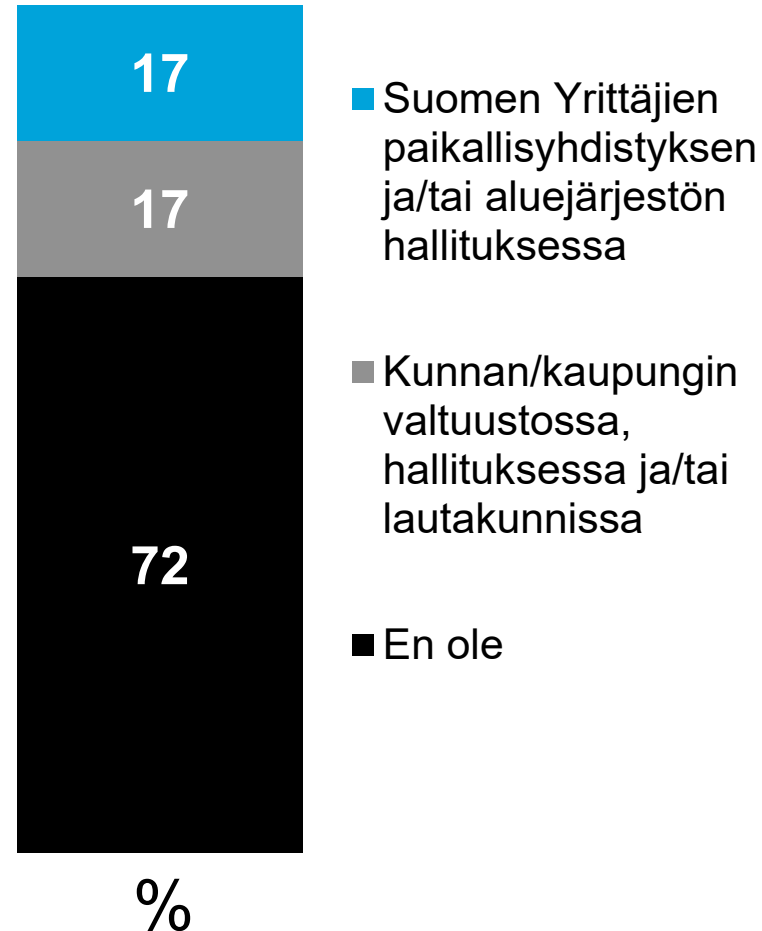 17
17
72
%
Suomen Yrittäjien
paikallisyhdistyksen
ja/tai aluejärjestön
hallituksessa
Kunnan/kaupungin
valtuustossa,
hallituksessa ja/tai
lautakunnissa
En ole